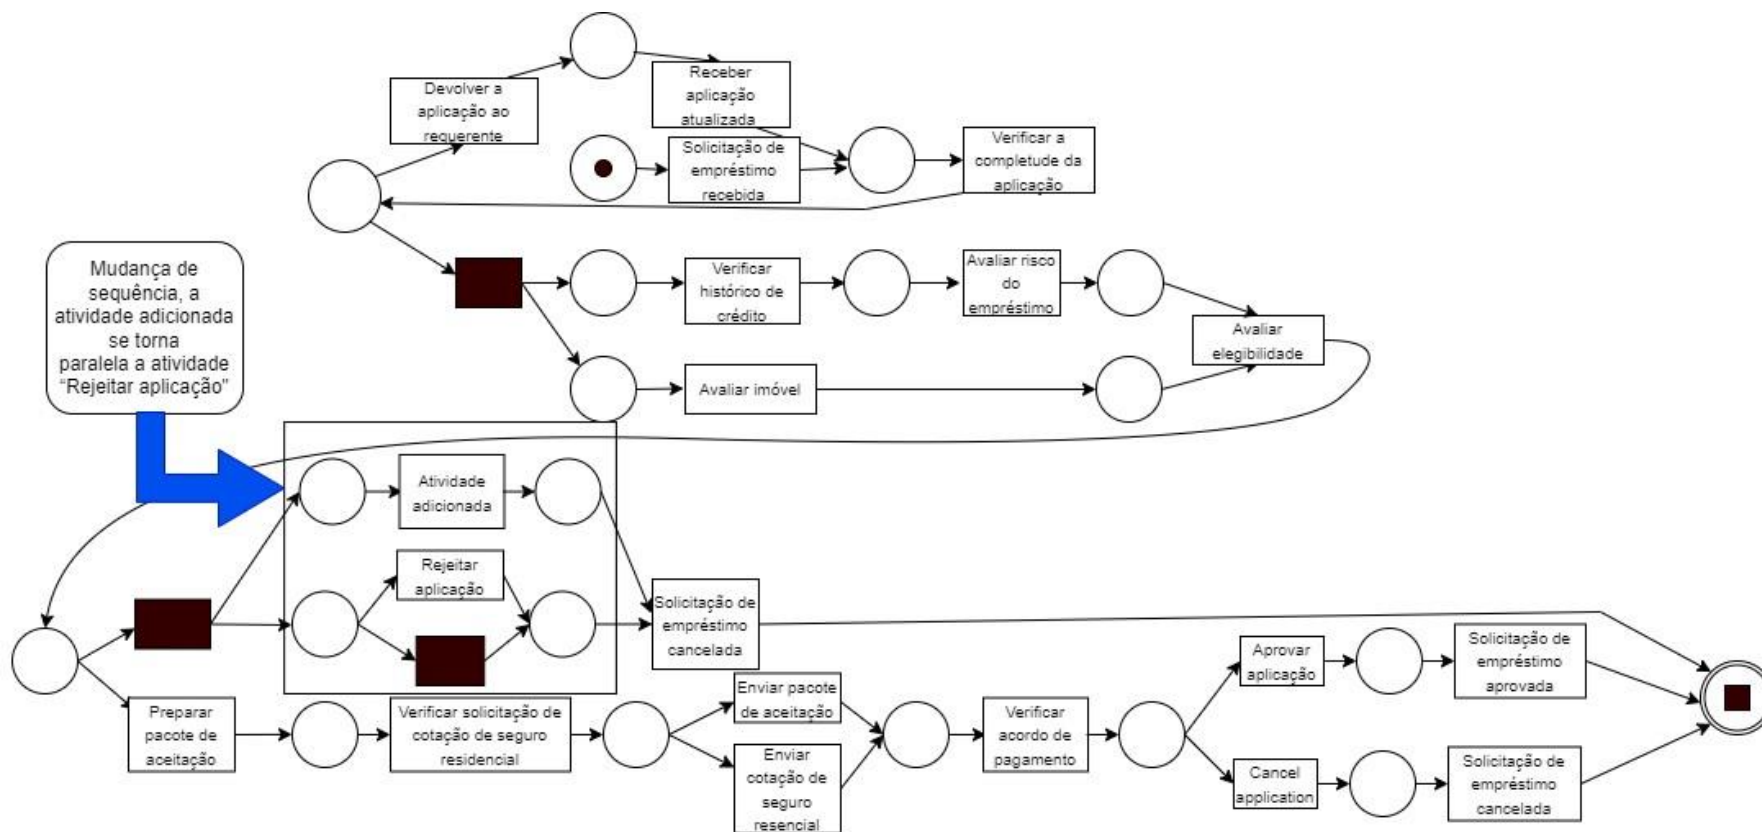 Devolver a
aplicação ao
requerente
Receber
aplicação
atualizada
Solicitação de
empréstimo
recebida
Verificar a
completude da
aplicação
Mudança de
sequência, a
atividade adicionada
se torna
paralela a atividade
“Rejeitar aplicação”
Verificar
histórico de
crédito
Avaliar risco
do
empréstimo
Avaliar
elegibilidade
Avaliar imóvel
Atividade
adicionada
Rejeitar
aplicação
Solicitação de
empréstimo
cancelada
Preparar
pacote de
aceitação
Verificar solicitação de
cotação de seguro
residencial
Enviar pacote
de aceitação
Enviar
cotação de
seguro
resencial
Verificar
acordo de
pagamento
Aprovar
aplicação
Solicitação de
empréstimo
aprovada
Cancel
application
Solicitação de
empréstimo
cancelada